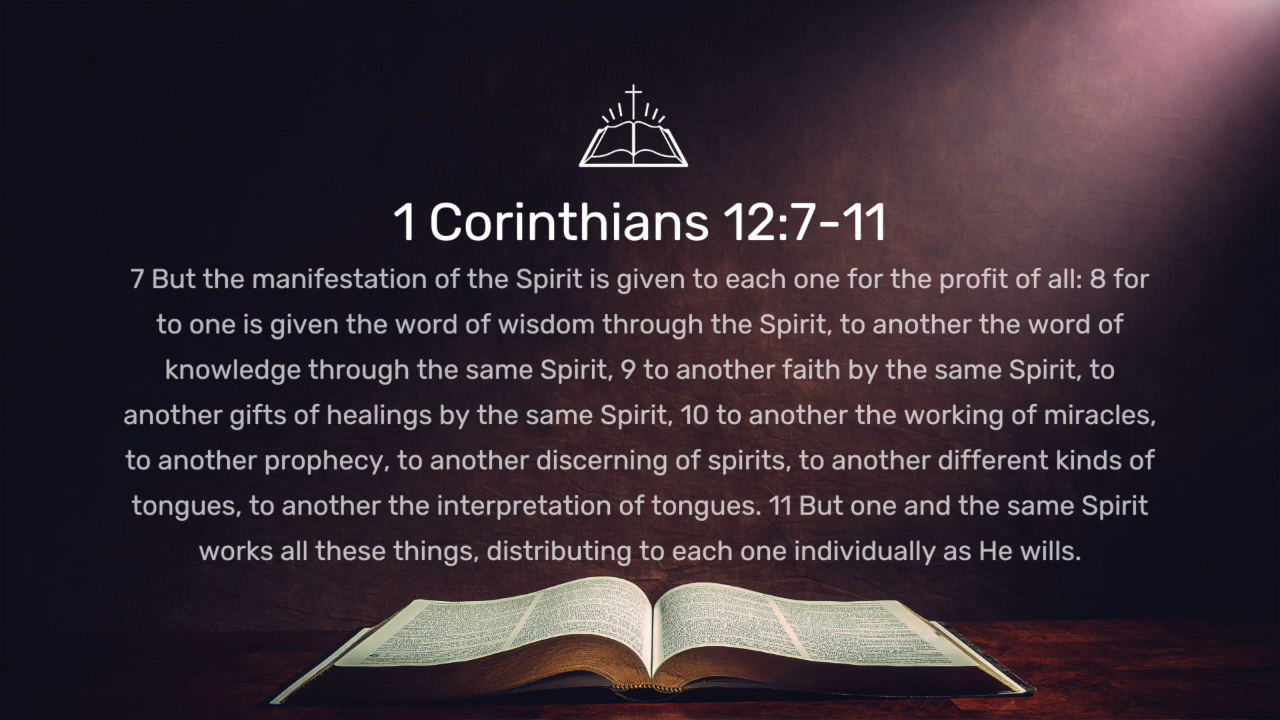 1 Corinthians 12:7-11
7 But the manifestation of the Spirit is given to each one for the profit of all: 8 for
to one is given the word of wisdom through the Spirit, to another the word of
knowledge through the same Spirit, 9 to another faith by the same Spirit, to
another gifts of healings by the same Spirit, 10 to another the working of miracles,
to another prophecy, to another discerning of spirits, to another different kinds of
tongues, to another the interpretation of tongues. 11 But one and the same Spirit
works all these things, distributing to each one individually as He wills.